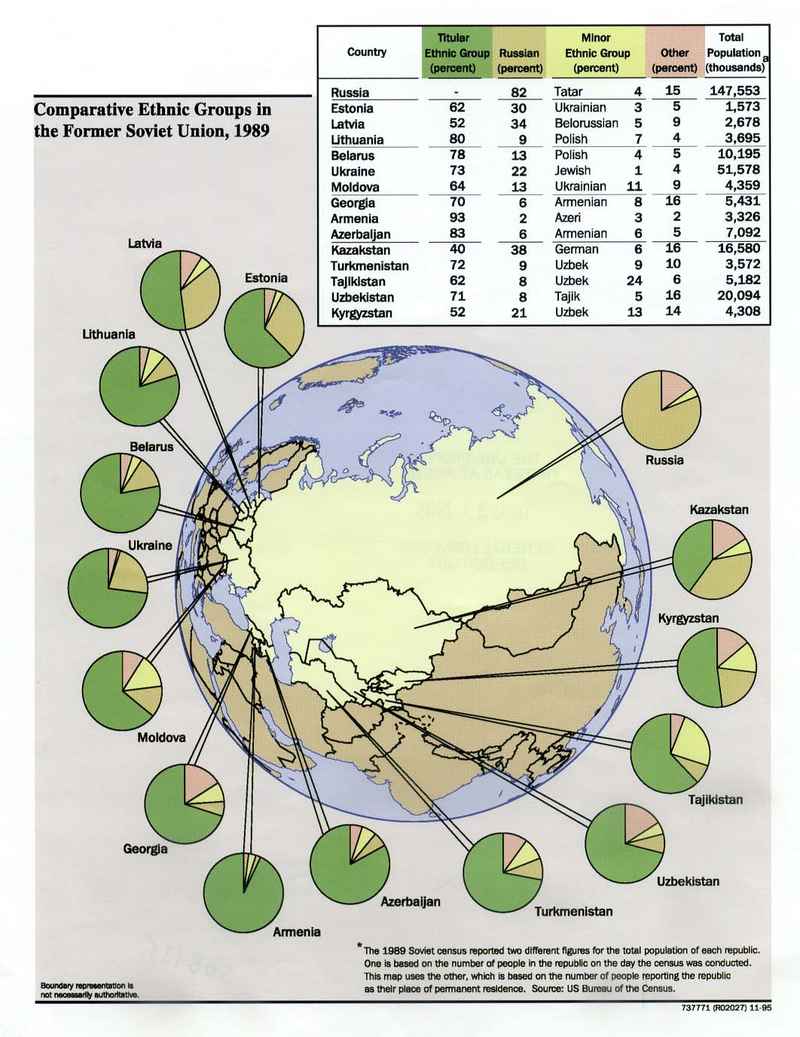 Comparative Ethnic Groups in
the Former Soviet Union, 1989
Country Titular Ethnic Group (percent) Russian (percent) Minor Ethnic Group (percent) Other (percent) Total Population a (thousands)
Russia - 82 Tatar 4 15 147,553
Estonia 62 30 Ukrainian 3 5 1,573
Latvia 52 34 Belorussian 5 9 2,678
Lithuania 80 9 Polish 7 4 3,695
Belarus 78 13 Polish 4 5 10,195
Ukraine 73 22 Jewish 1 4 51,578
Moldova 64 13 Ukrainian 11 9 4,359
Georgia 70 6 Armenian 8 16 5,431
Armenia 93 2 Azeri 3 2 3,326
Azerbaijan 83 6 Armenian 6 5 7,092
Kazakstan 40 38 German 6 16 16,580
Turkmenistan 72 9 Uzbek 9 10 3,572
Tajikistan 62 8 Uzbek 24 6 5,182
Uzbekistan 71 8 Tajik 5 16 20,094
Kyrgyzstan 52 21 Uzbek 13 14 4,308
Latvia
Estonia
Lithuania
Belarus
Ukraine
Moldova
Georgia
Armenia
Azerbaijan
Turkmenistan
Uzbekistan
Tajikistan
Kyrgyzstan
Kazakstan
Russia
* The 1989 Soviet census reported two different figures for the total population of each republic.
One is based on the number of people in the republic on the day the census was conducted.
This map uses the other, which is based on the number of people reporting the republic
as their place of permanent residence. Source: US Bureau of the Census.
Boundary representation is
not necessarily authoritative.
737771 (R02027) 11-95